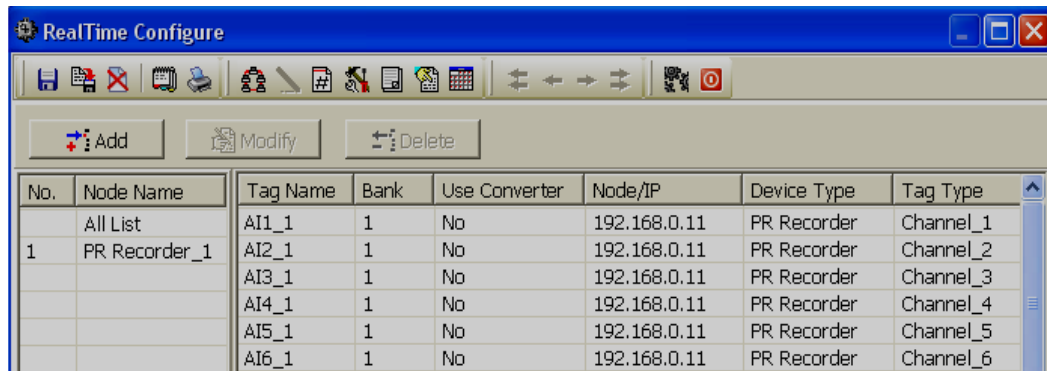 RealTime Configure
Add Modify Delete
No. Node Name Tag Name Bank Use Converter Node/IP Device Type Tag Type
All List AI1_1 1 No 192.168.0.11 PR Recorder Channel_1
1 PR Recorder_1 AI2_1 1 No 192.168.0.11 PR Recorder Channel_2
AI3_1 1 No 192.168.0.11 PR Recorder Channel_3
AI4_1 1 No 192.168.0.11 PR Recorder Channel_4
AI5_1 1 No 192.168.0.11 PR Recorder Channel_5
AI6_1 1 No 192.168.0.11 PR Recorder Channel_6